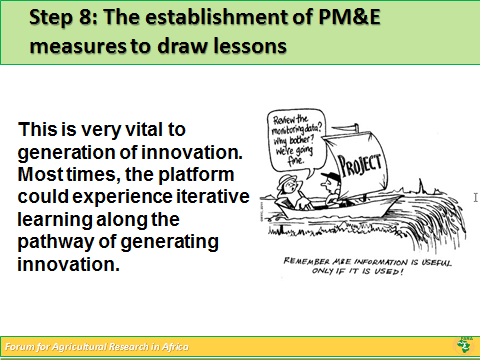 Step 8: The establishment of PM&E
measures to draw lessons
This is very vital to
generation of innovation.
Most times, the platform
could experience iterative
learning along the
pathway of generating
innovation.
Review the
monitoring data?
why bother?
We're going
fine.
PROJECT
REMEMBER M&E INFORMATION IS USEFUL
ONLY IF IT IS USED!
Forum for Agricultural Research in Africa
FARA